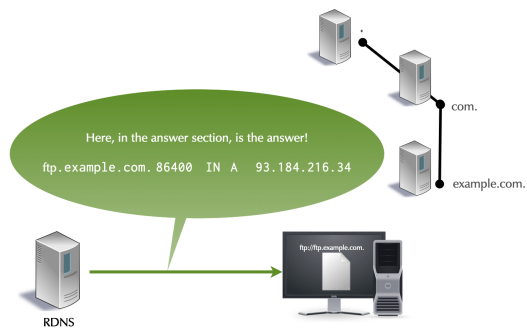 .
com.
Here, in the answer section, is the answer!
ftp.example.com. 86400 IN A 93.184.216.34
example.com.
ftp://ftp.example.com.
RDNS